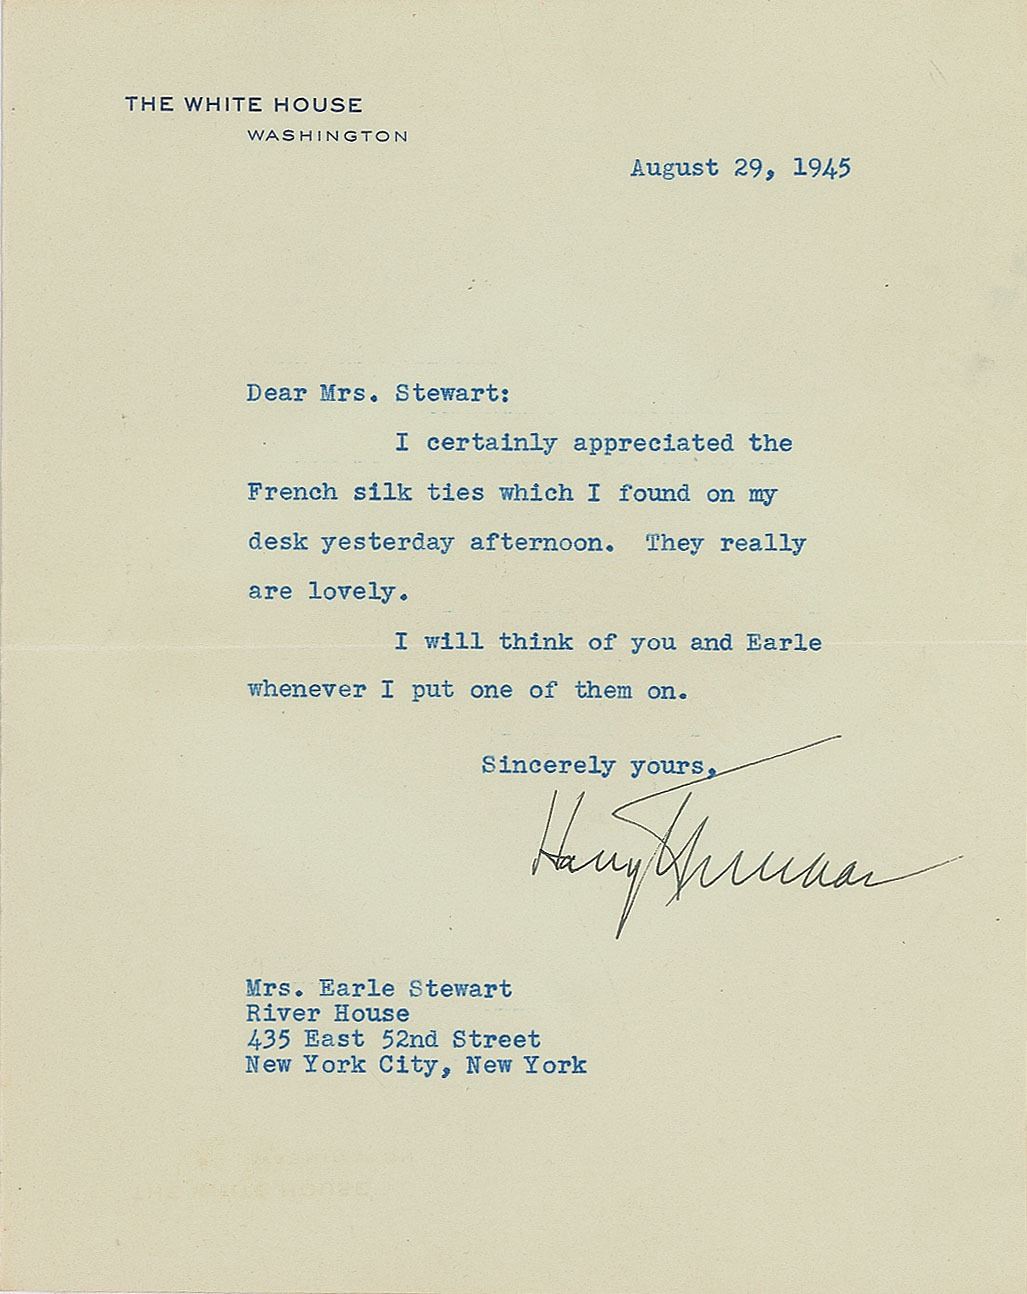 THE WHITE HOUSE
WASHINGTON
August 29, 1945
Dear Mrs. Stewart:
I certainly appreciated the
French silk ties which I found on my
desk yesterday afternoon. They really
are lovely.
I will think of you and Earle
whenever I put one of them on.
Sincerely yours,
Harry Truman
Mrs. Earle Stewart
River House
435 East 52nd Street
New York City, New York